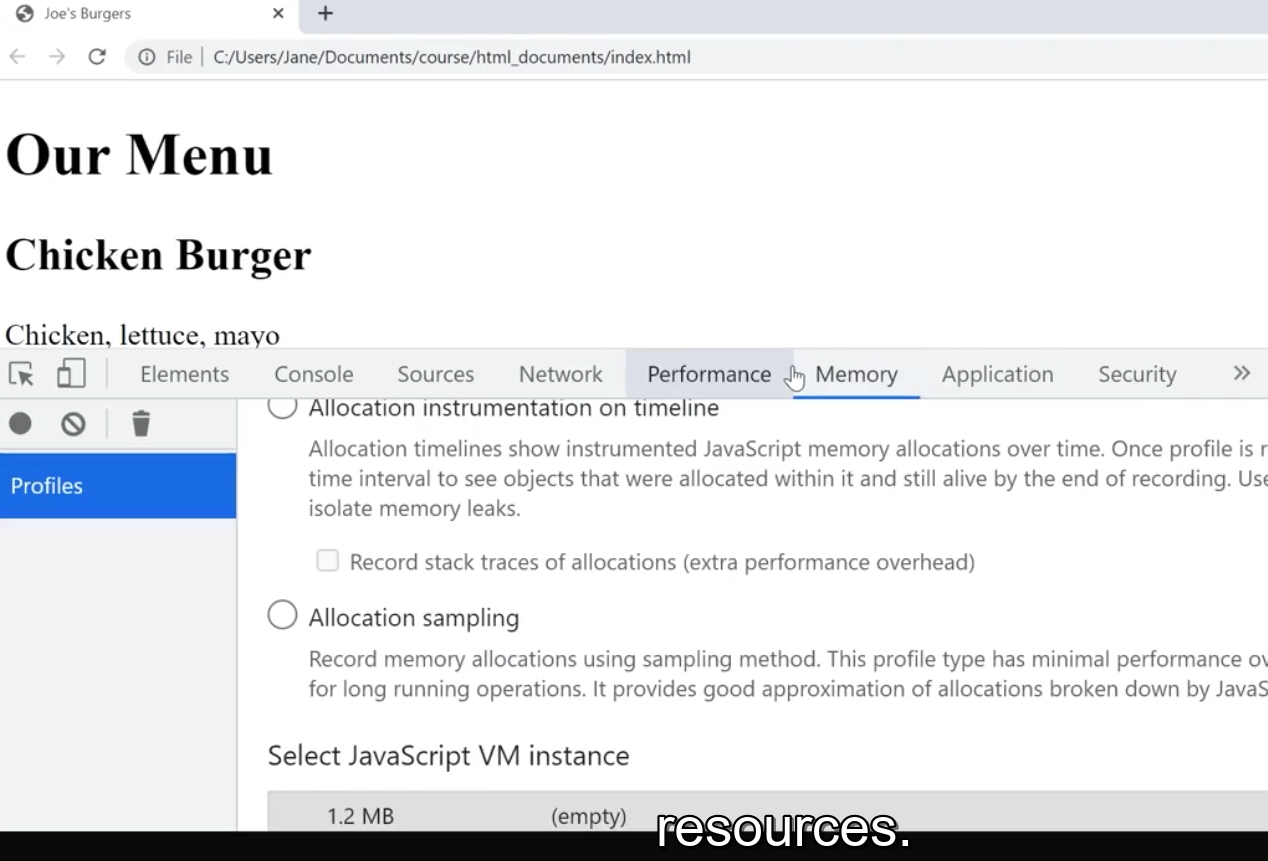 Joe's Burgers
File | C:/Users/Jane/Documents/course/html_documents/index.html
Our Menu
Chicken Burger
Chicken, lettuce, mayo
Elements Console Sources Network Performance Memory Application Security
Profiles
Allocation instrumentation on timeline
Allocation timelines show instrumented JavaScript memory allocations over time. Once profile is r
time interval to see objects that were allocated within it and still alive by the end of recording. Use
isolate memory leaks.
Record stack traces of allocations (extra performance overhead)
Allocation sampling
Record memory allocations using sampling method. This profile type has minimal performance ov
for long running operations. It provides good approximation of allocations broken down by JavaS
Select JavaScript VM instance
1.2 MB (empty)
resources.